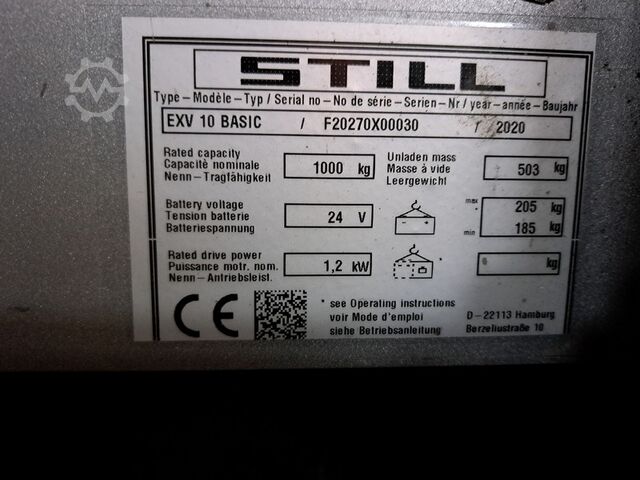 STILL
Type – Modèle – Typ / Serial no – No de série – Serien – Nr / year – année – Baujahr
EXV 10 BASIC / F20270X00030 / 2020
Rated capacity
Capacité nominale
Nenn – Tragfähigkeit
1000 kg
Unladen mass
Masse à vide
Leergewicht
503 kg
Battery voltage
Tension batterie
Batteriespannung
24 V
max 205 kg
min 185 kg
Rated drive power
Puissance motr. nom.
Nenn – Antriebsleist.
1,2 kW
kg
CE
* see Operating instructions
voir Mode d'emploi
siehe Betriebsanleitung
D – 22113 Hamburg
Berzeliustraße 10